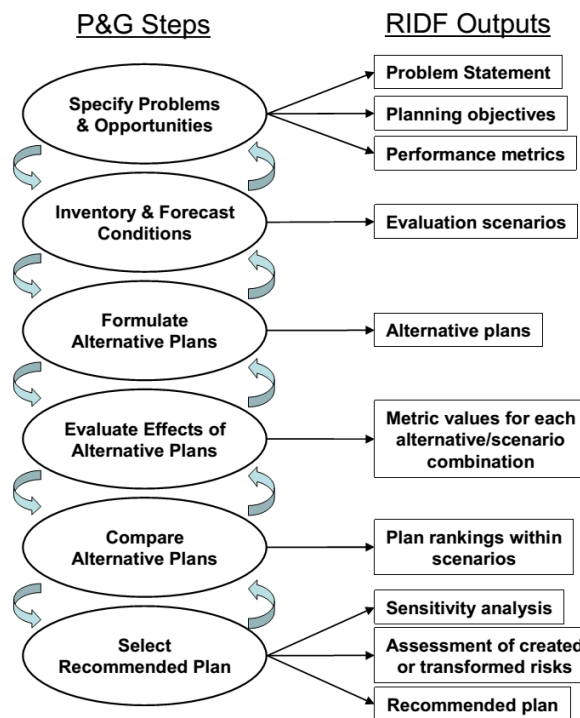 P&G Steps
RIDF Outputs
Specify Problems
& Opportunities
Problem Statement
Planning objectives
Performance metrics
Inventory & Forecast
Conditions
Evaluation scenarios
Formulate
Alternative Plans
Alternative plans
Evaluate Effects of
Alternative Plans
Metric values for each
alternative/scenario
combination
Compare
Alternative Plans
Plan rankings within
scenarios
Select
Recommended Plan
Sensitivity analysis
Assessment of created
or transformed risks
Recommended plan